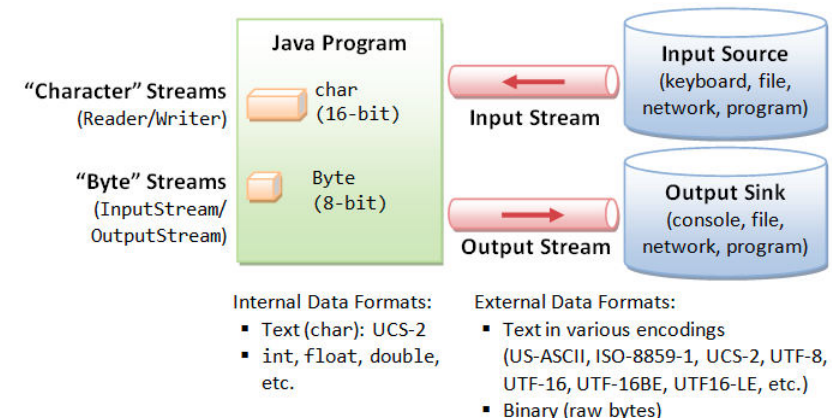 Java Program
"Character" Streams
(Reader/Writer)
char
(16-bit)
"Byte" Streams
(InputStream/
OutputStream)
Byte
(8-bit)
Input Stream
Output Stream
Input Source
(keyboard, file,
network, program)
Output Sink
(console, file,
network, program)
Internal Data Formats:
▪ Text (char): UCS-2
▪ int, float, double,
etc.
External Data Formats:
▪ Text in various encodings
(US-ASCII, ISO-8859-1, UCS-2, UTF-8,
UTF-16, UTF-16BE, UTF16-LE, etc.)
▪ Binary (raw bytes)